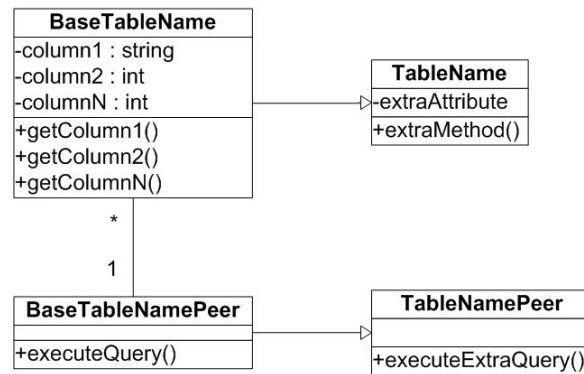 BaseTableName
-column1 : string
-column2 : int
-columnN : int
+getColumn1()
+getColumn2()
+getColumnN()
TableName
-extraAttribute
+extraMethod()
*
1
BaseTableNamePeer
+executeQuery()
TableNamePeer
+executeExtraQuery()